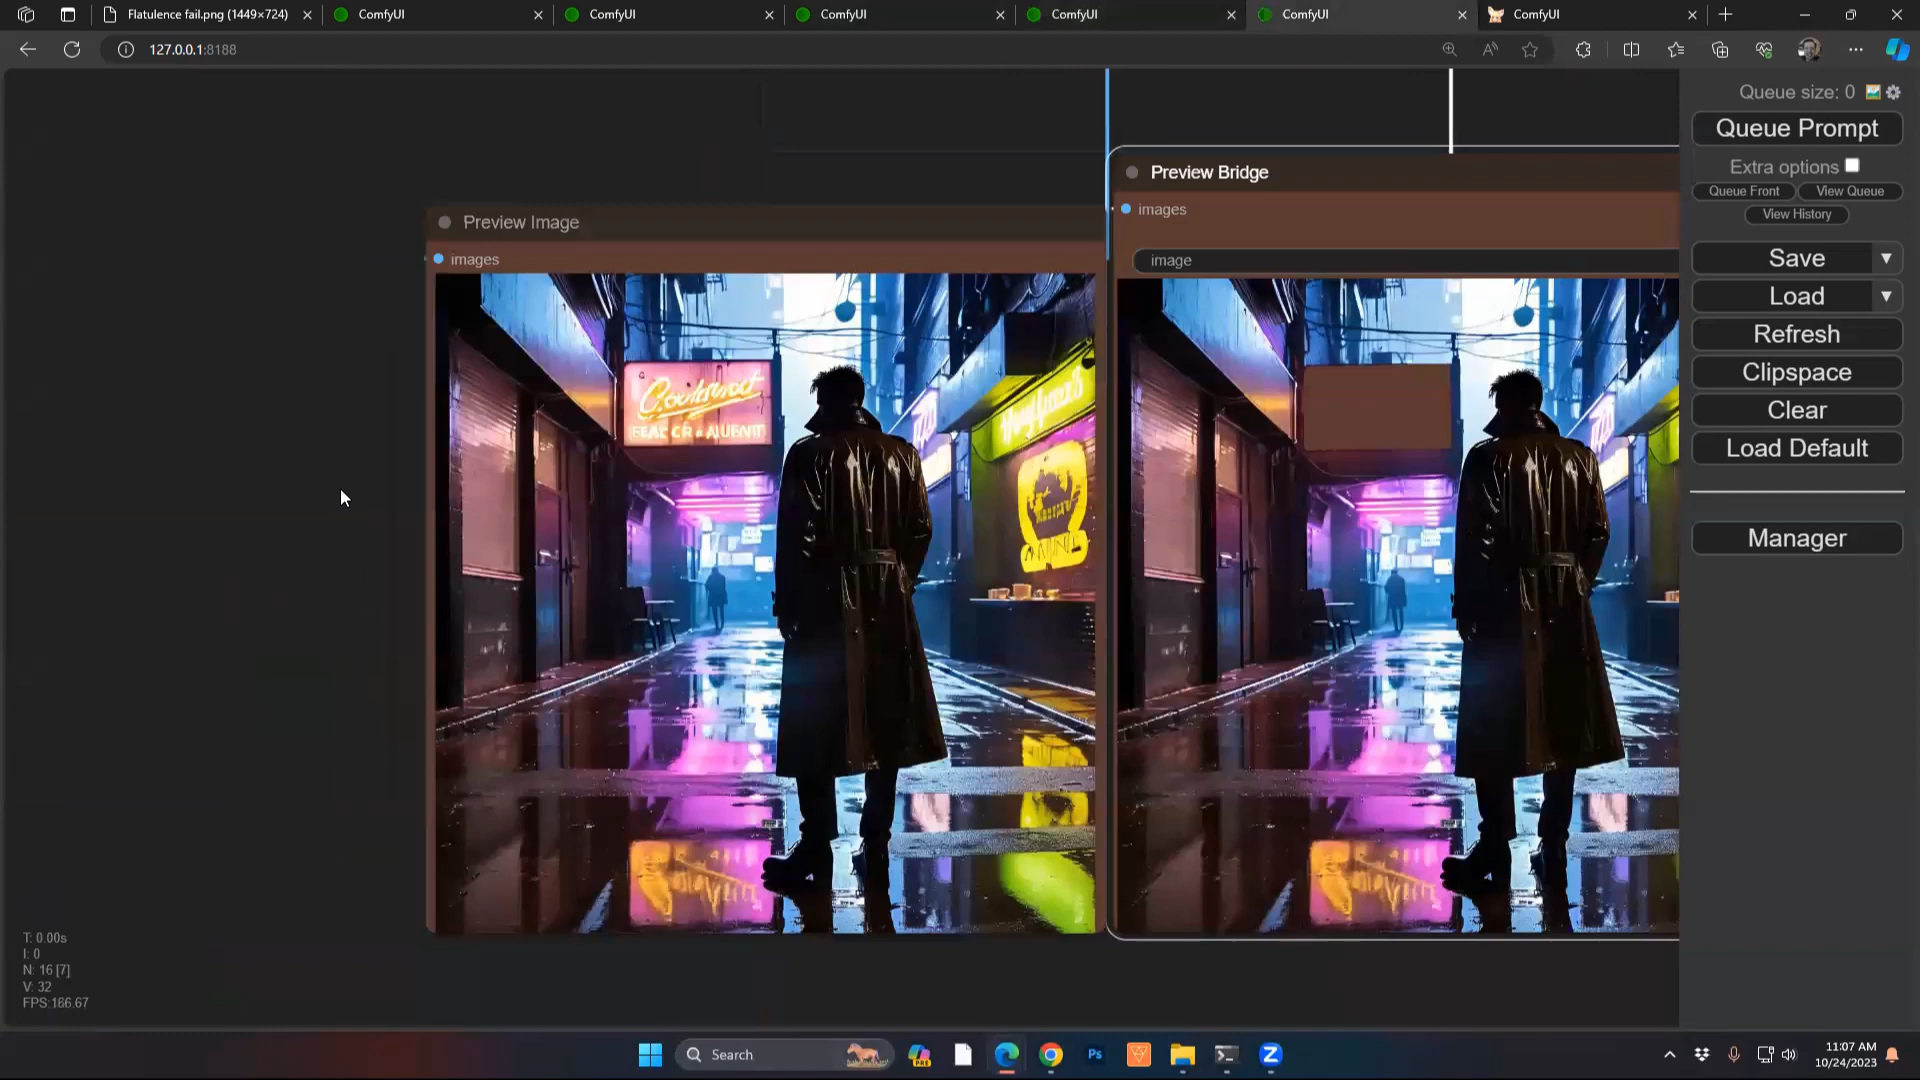 Flatulence fail.png (1449×724)
ComfyUI
ComfyUI
ComfyUI
ComfyUI
ComfyUI
ComfyUI
127.0.0.1:8188
Queue size: 0
Queue Prompt
Extra options
Queue Front
View Queue
View History
Save
Load
Refresh
Clipspace
Clear
Load Default
Manager
Preview Image
images
Preview Bridge
images
image
T: 0.00s
I: 0
N: 16 [7]
V: 32
FPS:166.67
Search
PRE
Ps
11:07 AM
10/24/2023